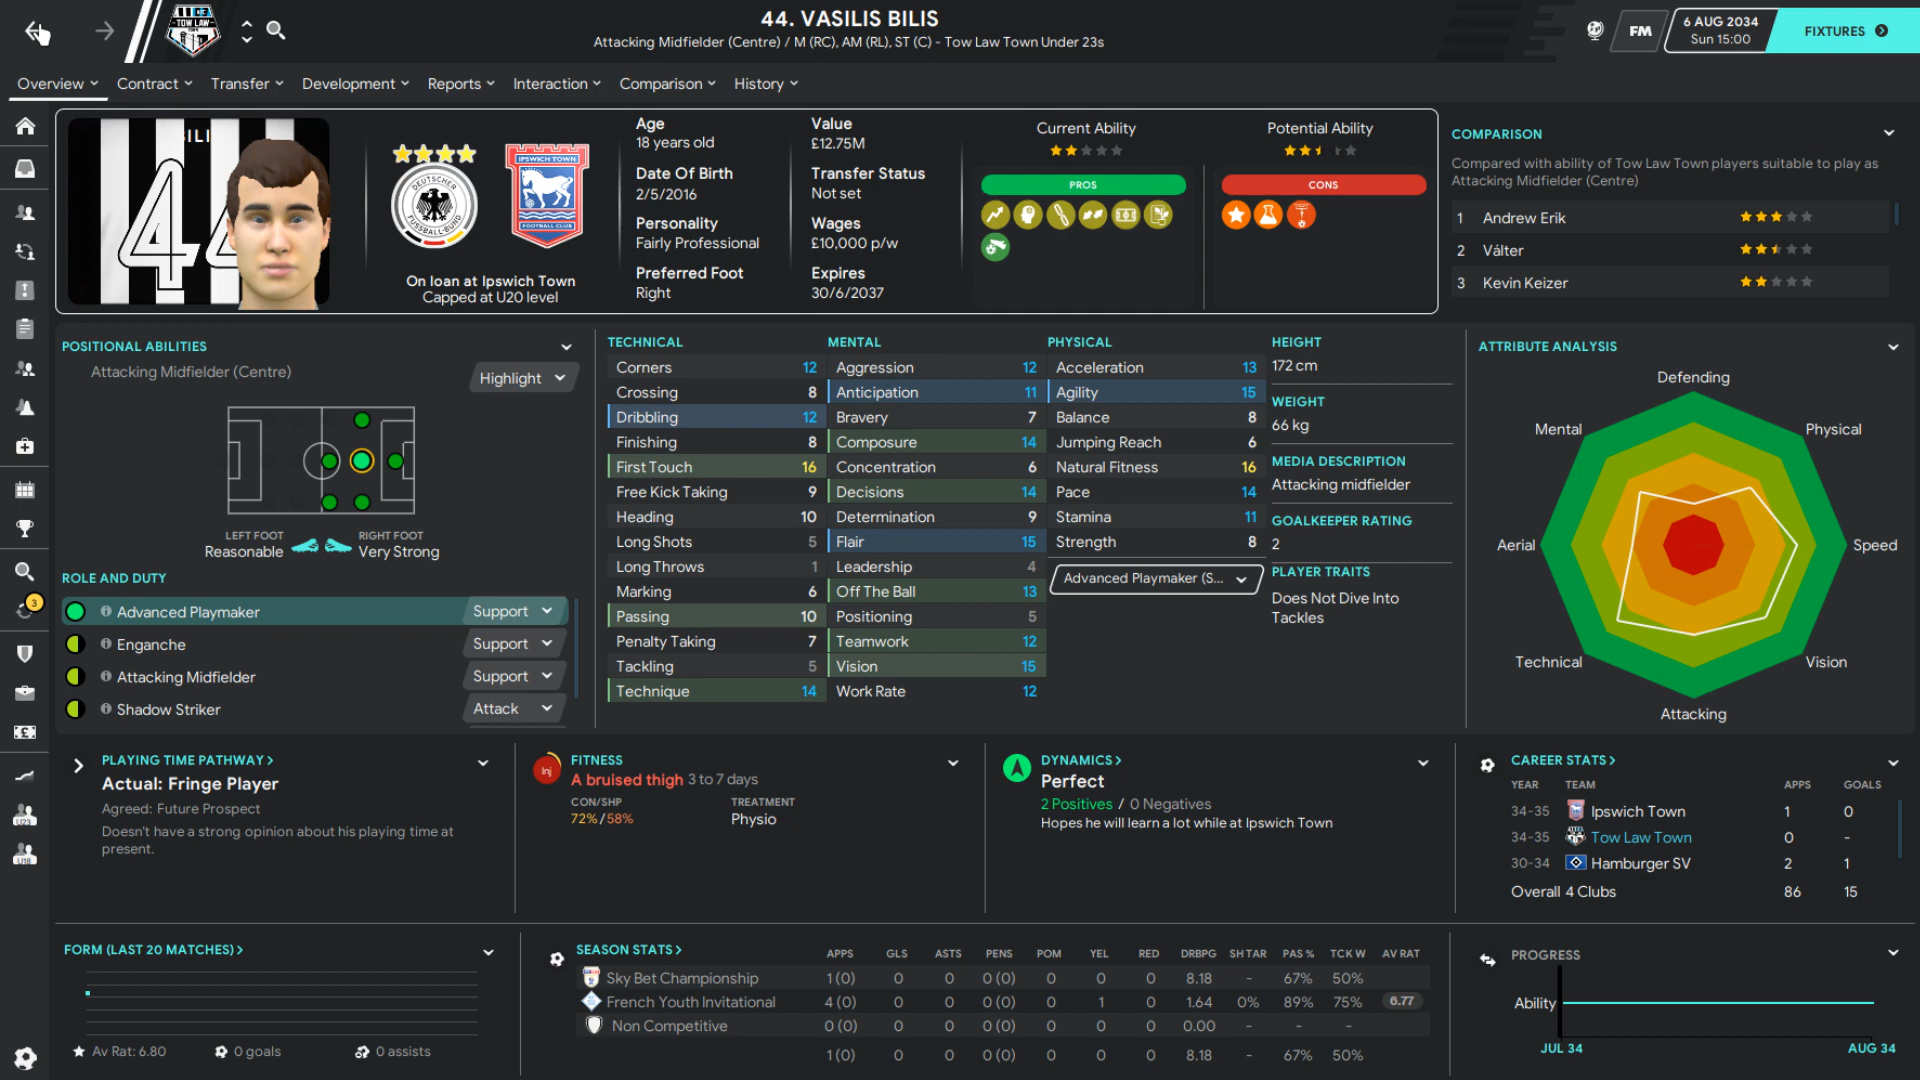 44. VASILIS BILIS
Attacking Midfielder (Centre) / M (RC), AM (RL), ST (C) - Tow Law Town Under 23s
TOW LAW
FM
6 AUG 2034
Sun 15:00
FIXTURES
Overview
Contract
Transfer
Development
Reports
Interaction
Comparison
History
44
DEUTSCHER FUSSBALL-BUND
IPSWICH TOWN
FOOTBALL CLUB
On loan at Ipswich Town
Capped at U20 level
Age
18 years old
Date Of Birth
2/5/2016
Personality
Fairly Professional
Preferred Foot
Right
Value
£12.75M
Transfer Status
Not set
Wages
£10,000 p/w
Expires
30/6/2037
Current Ability
PROS
Potential Ability
CONS
COMPARISON
Compared with ability of Tow Law Town players suitable to play as
Attacking Midfielder (Centre)
1 Andrew Erik
2 Válter
3 Kevin Keizer
POSITIONAL ABILITIES
Attacking Midfielder (Centre)
Highlight
LEFT FOOT
Reasonable
RIGHT FOOT
Very Strong
ROLE AND DUTY
Advanced Playmaker Support
Enganche Support
Attacking Midfielder Support
Shadow Striker Attack
3
U23
U18
TECHNICAL
Corners 12
Crossing 8
Dribbling 12
Finishing 8
First Touch 16
Free Kick Taking 9
Heading 10
Long Shots 5
Long Throws 1
Marking 6
Passing 10
Penalty Taking 7
Tackling 5
Technique 14
MENTAL
Aggression 12
Anticipation 11
Bravery 7
Composure 14
Concentration 6
Decisions 14
Determination 9
Flair 15
Leadership 4
Off The Ball 13
Positioning 5
Teamwork 12
Vision 15
Work Rate 12
PHYSICAL
Acceleration 13
Agility 15
Balance 8
Jumping Reach 6
Natural Fitness 16
Pace 14
Stamina 11
Strength 8
Advanced Playmaker (S...
HEIGHT
172 cm
WEIGHT
66 kg
MEDIA DESCRIPTION
Attacking midfielder
GOALKEEPER RATING
2
PLAYER TRAITS
Does Not Dive Into
Tackles
ATTRIBUTE ANALYSIS
Defending
Mental
Physical
Aerial
Speed
Technical
Vision
Attacking
PLAYING TIME PATHWAY
Actual: Fringe Player
Agreed: Future Prospect
Doesn't have a strong opinion about his playing time at
present.
Inj
FITNESS
A bruised thigh 3 to 7 days
CON/SHP
72%/58%
TREATMENT
Physio
DYNAMICS
Perfect
2 Positives / 0 Negatives
Hopes he will learn a lot while at Ipswich Town
CAREER STATS
YEAR TEAM APPS GOALS
34-35 Ipswich Town 1 0
34-35 Tow Law Town 0 -
30-34 Hamburger SV 2 1
Overall 4 Clubs 86 15
FORM (LAST 20 MATCHES)
Av Rat: 6.80
0 goals
0 assists
SEASON STATS
APPS GLS ASTS PENS POM YEL RED DRBPG SH TAR PAS % TCK W AV RAT
Sky Bet Championship 1 (0) 0 0 0 (0) 0 0 0 8.18 - 67% 50%
French Youth Invitational 4 (0) 0 0 0 (0) 0 1 0 1.64 0% 89% 75% 6.77
Non Competitive 0 (0) 0 0 0 (0) 0 0 0 0.00 - - -
1 (0) 0 0 0 (0) 0 0 0 8.18 - 67% 50%
PROGRESS
Ability
JUL 34
AUG 34